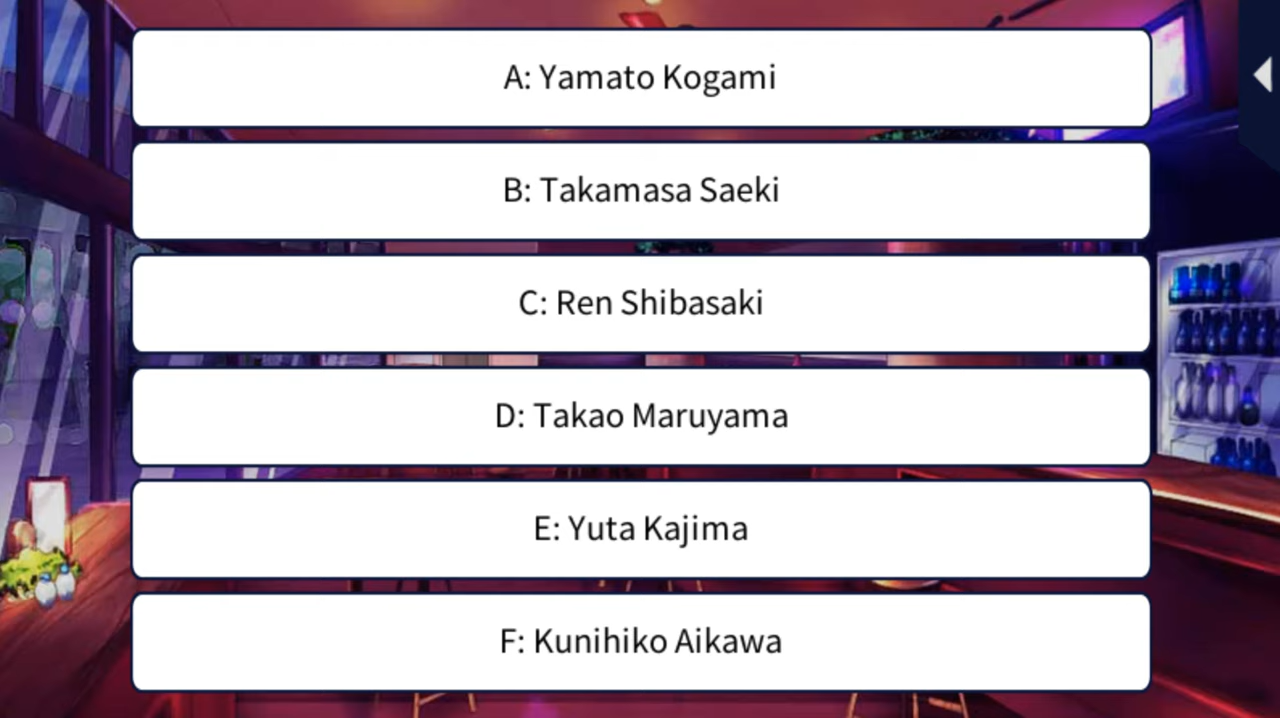 A: Yamato Kogami
B: Takamasa Saeki
C: Ren Shibasaki
D: Takao Maruyama
E: Yuta Kajima
F: Kunihiko Aikawa